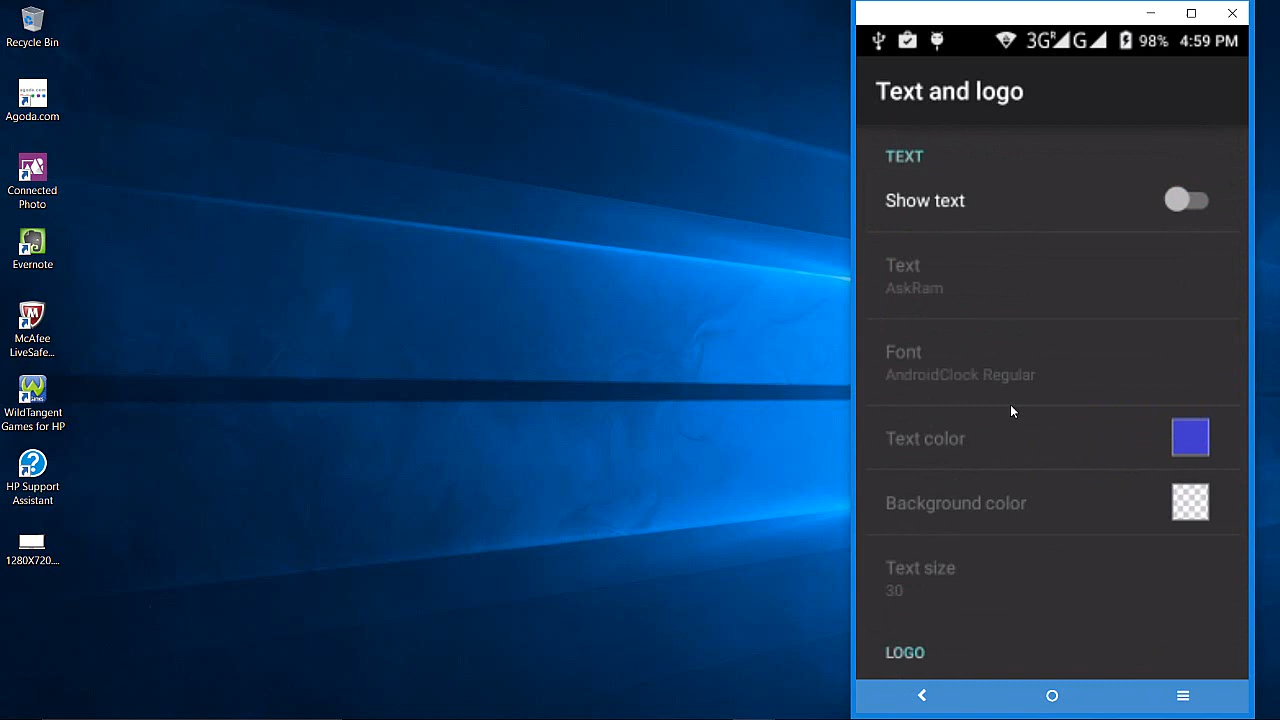 Recycle Bin
Agoda.com
Connected
Photo
Evernote
McAfee
LiveSafe...
WildTangent
Games for HP
HP Support
Assistant
1280X720....
3G R G 98% 4:59 PM
Text and logo
TEXT
Show text
Text
AskRam
Font
AndroidClock Regular
Text color
Background color
Text size
30
LOGO